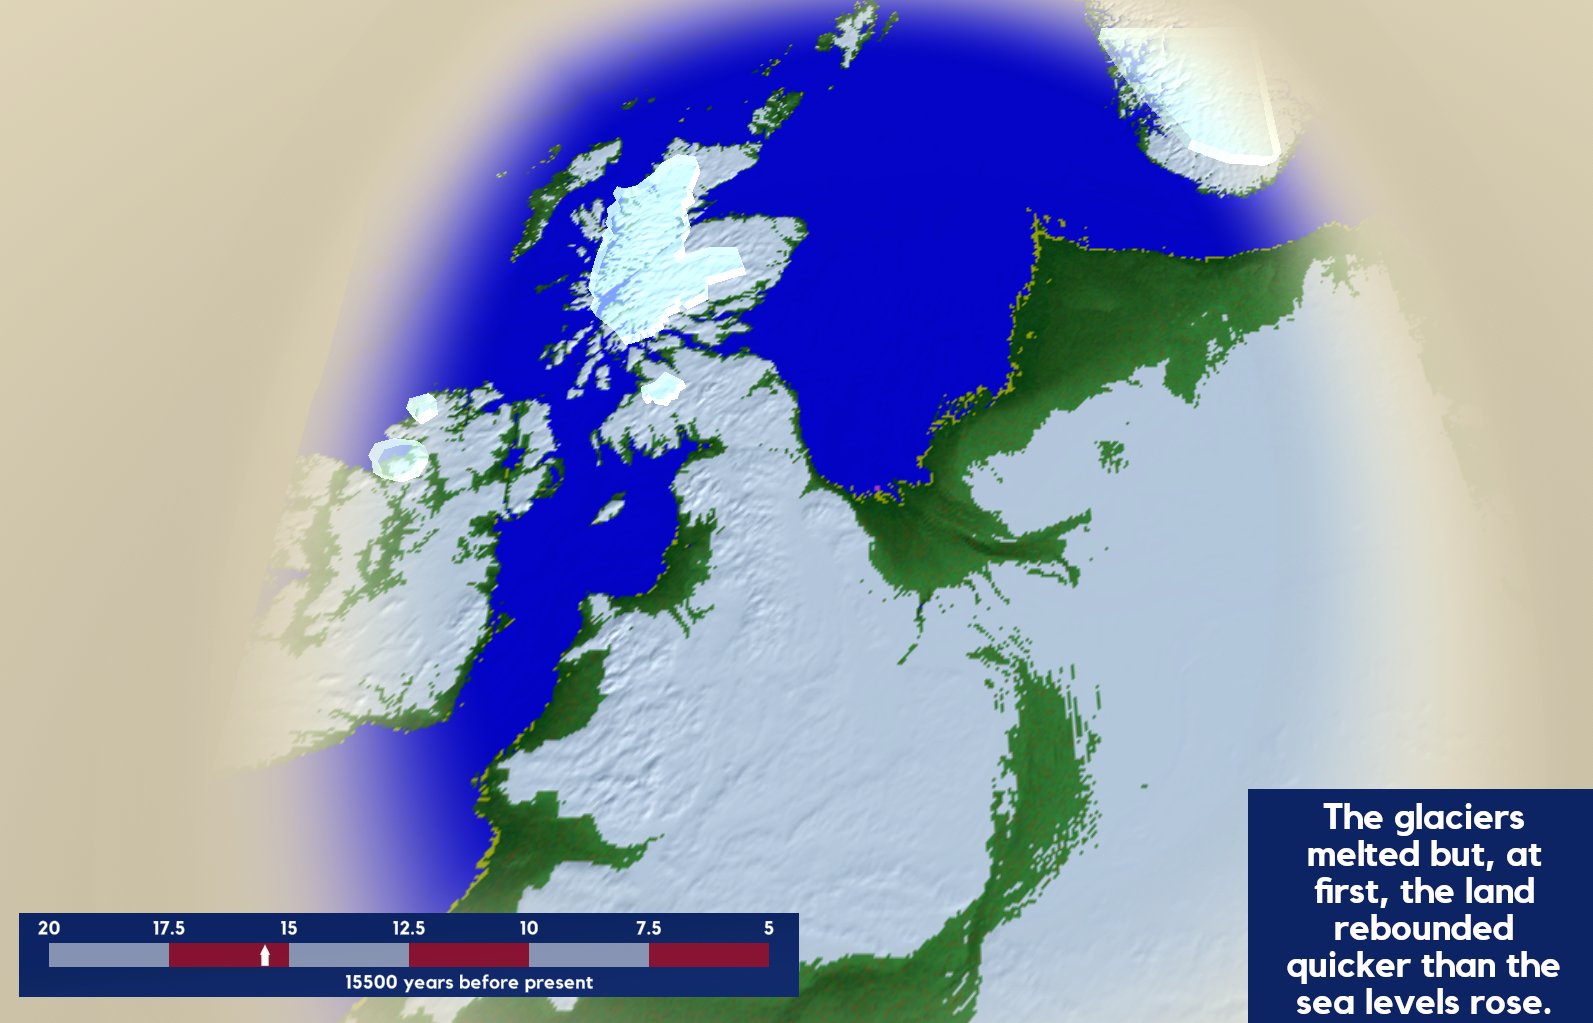 20 17.5 15 12.5 10 7.5 5
15500 years before present
The glaciers
melted but, at
first, the land
rebounded
quicker than the
sea levels rose.